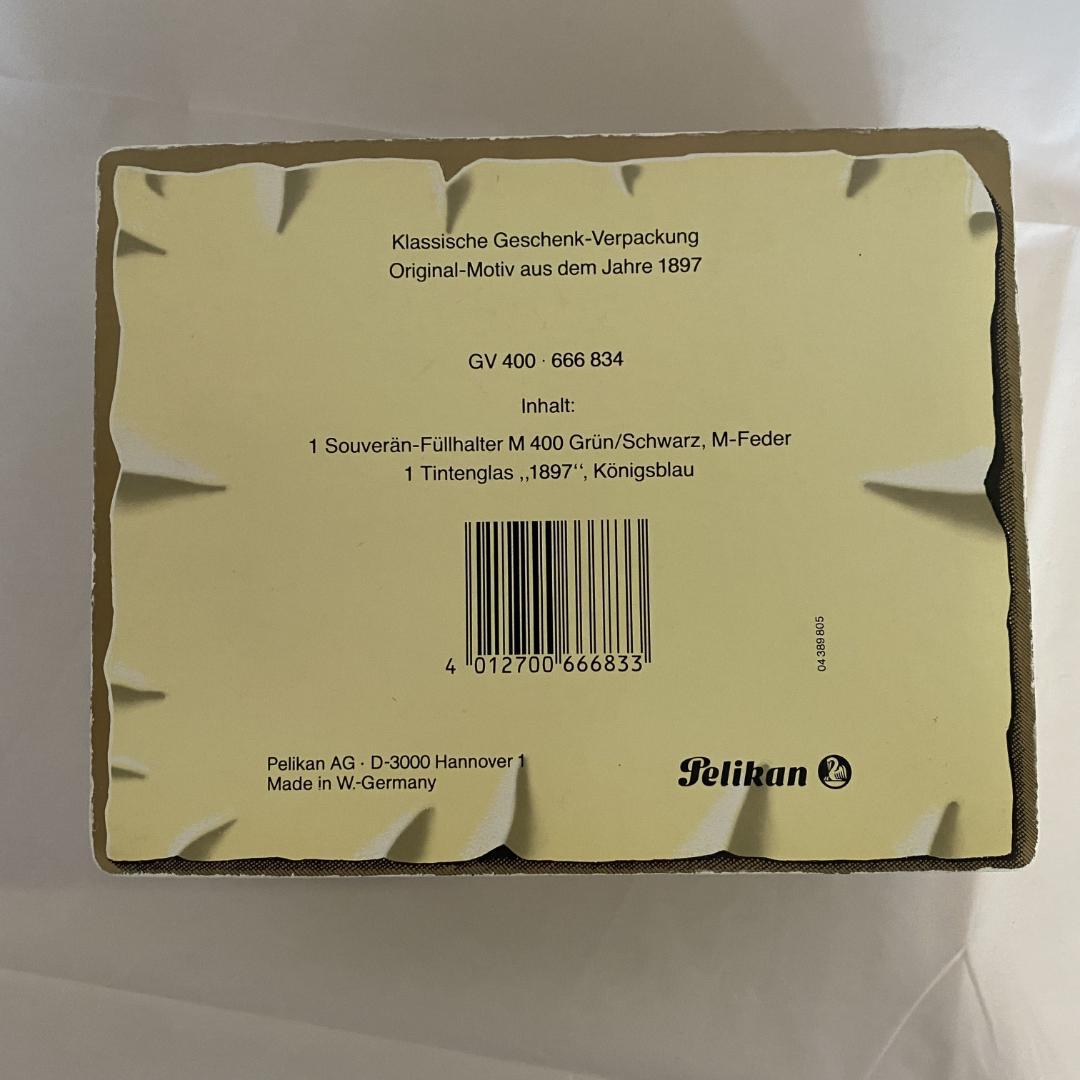 Klassische Geschenk-Verpackung
Original-Motiv aus dem Jahre 1897
GV 400 · 666 834
Inhalt:
1 Souverän-Füllhalter M 400 Grün/Schwarz, M-Feder
1 Tintenglas ,,1897‘‘, Königsblau
4 012700 666833
04 389 805
Pelikan AG · D-3000 Hannover 1
Made in W.-Germany
Pelikan